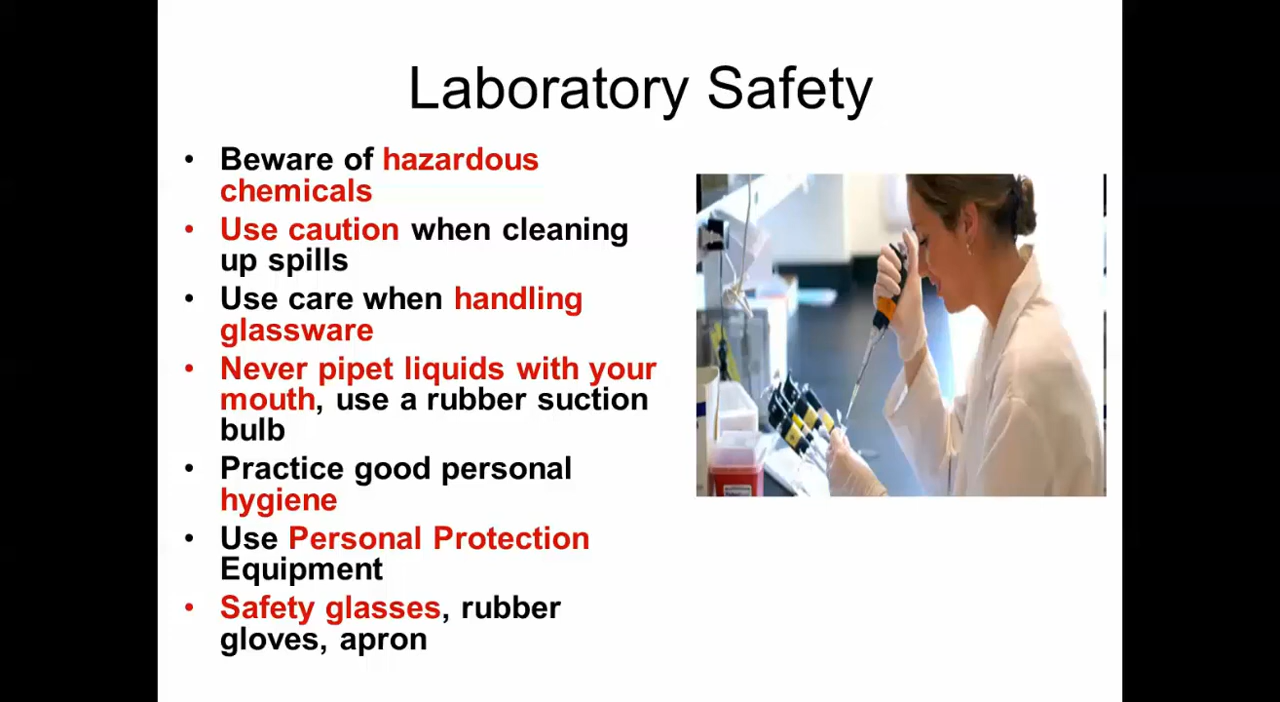 Laboratory Safety
• Beware of hazardous
chemicals
• Use caution when cleaning
up spills
• Use care when handling
glassware
• Never pipet liquids with your
mouth, use a rubber suction
bulb
• Practice good personal
hygiene
• Use Personal Protection
Equipment
• Safety glasses, rubber
gloves, apron